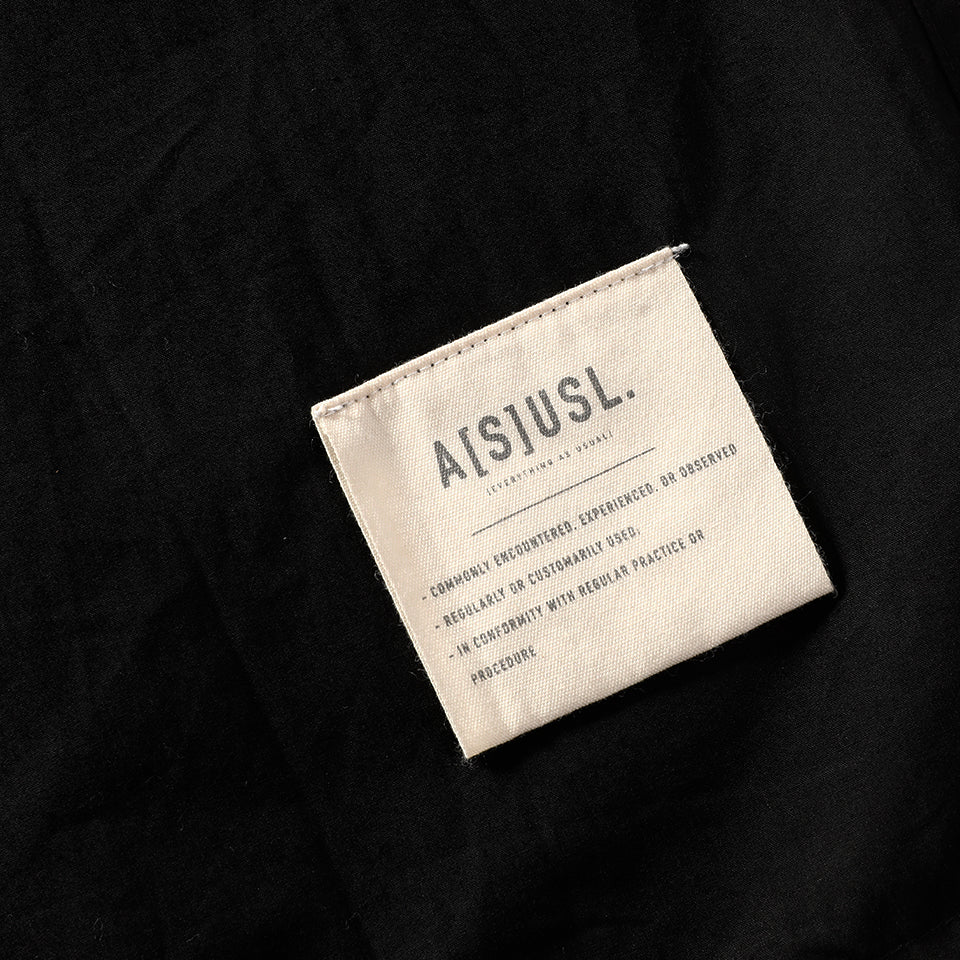 A[S]USL.
[EVERYTHING AS USUAL]
- COMMONLY ENCOUNTERED, EXPERIENCED, OR OBSERVED
- REGULARLY OR CUSTOMARILY USED,
- IN CONFORMITY WITH REGULAR PRACTICE OR
PROCEDURE